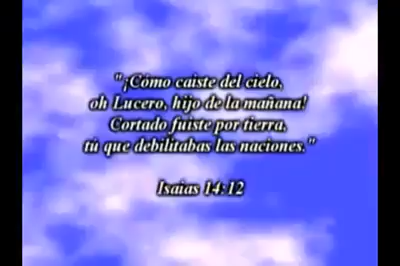 "¡Cómo caíste del cielo,
oh Lucero, hijo de la mañana!
Cortado fuiste por tierra,
tú que debilitabas las naciones."
Isaías 14:12